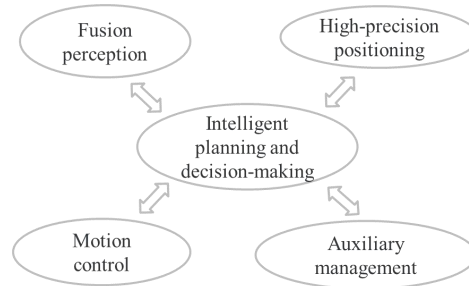 Fusion
perception
High-precision
positioning
Intelligent
planning and
decision-making
Motion
control
Auxiliary
management